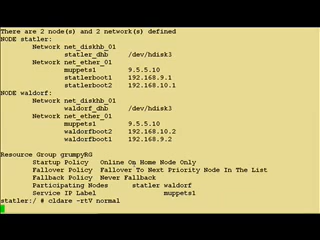 There are 2 node(s) and 2 network(s) defined
NODE statler:
Network net_diskhb_01
statler_dhb /dev/hdisk3
Network net_ether_01
muppets1 9.5.5.10
statlerboot1 192.168.9.1
statlerboot2 192.168.10.1
NODE waldorf:
Network net_diskhb_01
waldorf_dhb /dev/hdisk3
Network net_ether_01
muppets1 9.5.5.10
waldorfboot2 192.168.10.2
waldorfboot1 192.168.9.2
Resource Group grumpyRG
Startup Policy Online On Home Node Only
Fallover Policy Fallover To Next Priority Node In The List
Fallback Policy Never Fallback
Participating Nodes statler waldorf
Service IP Label muppets1
statler:/ # cldare -rtV normal